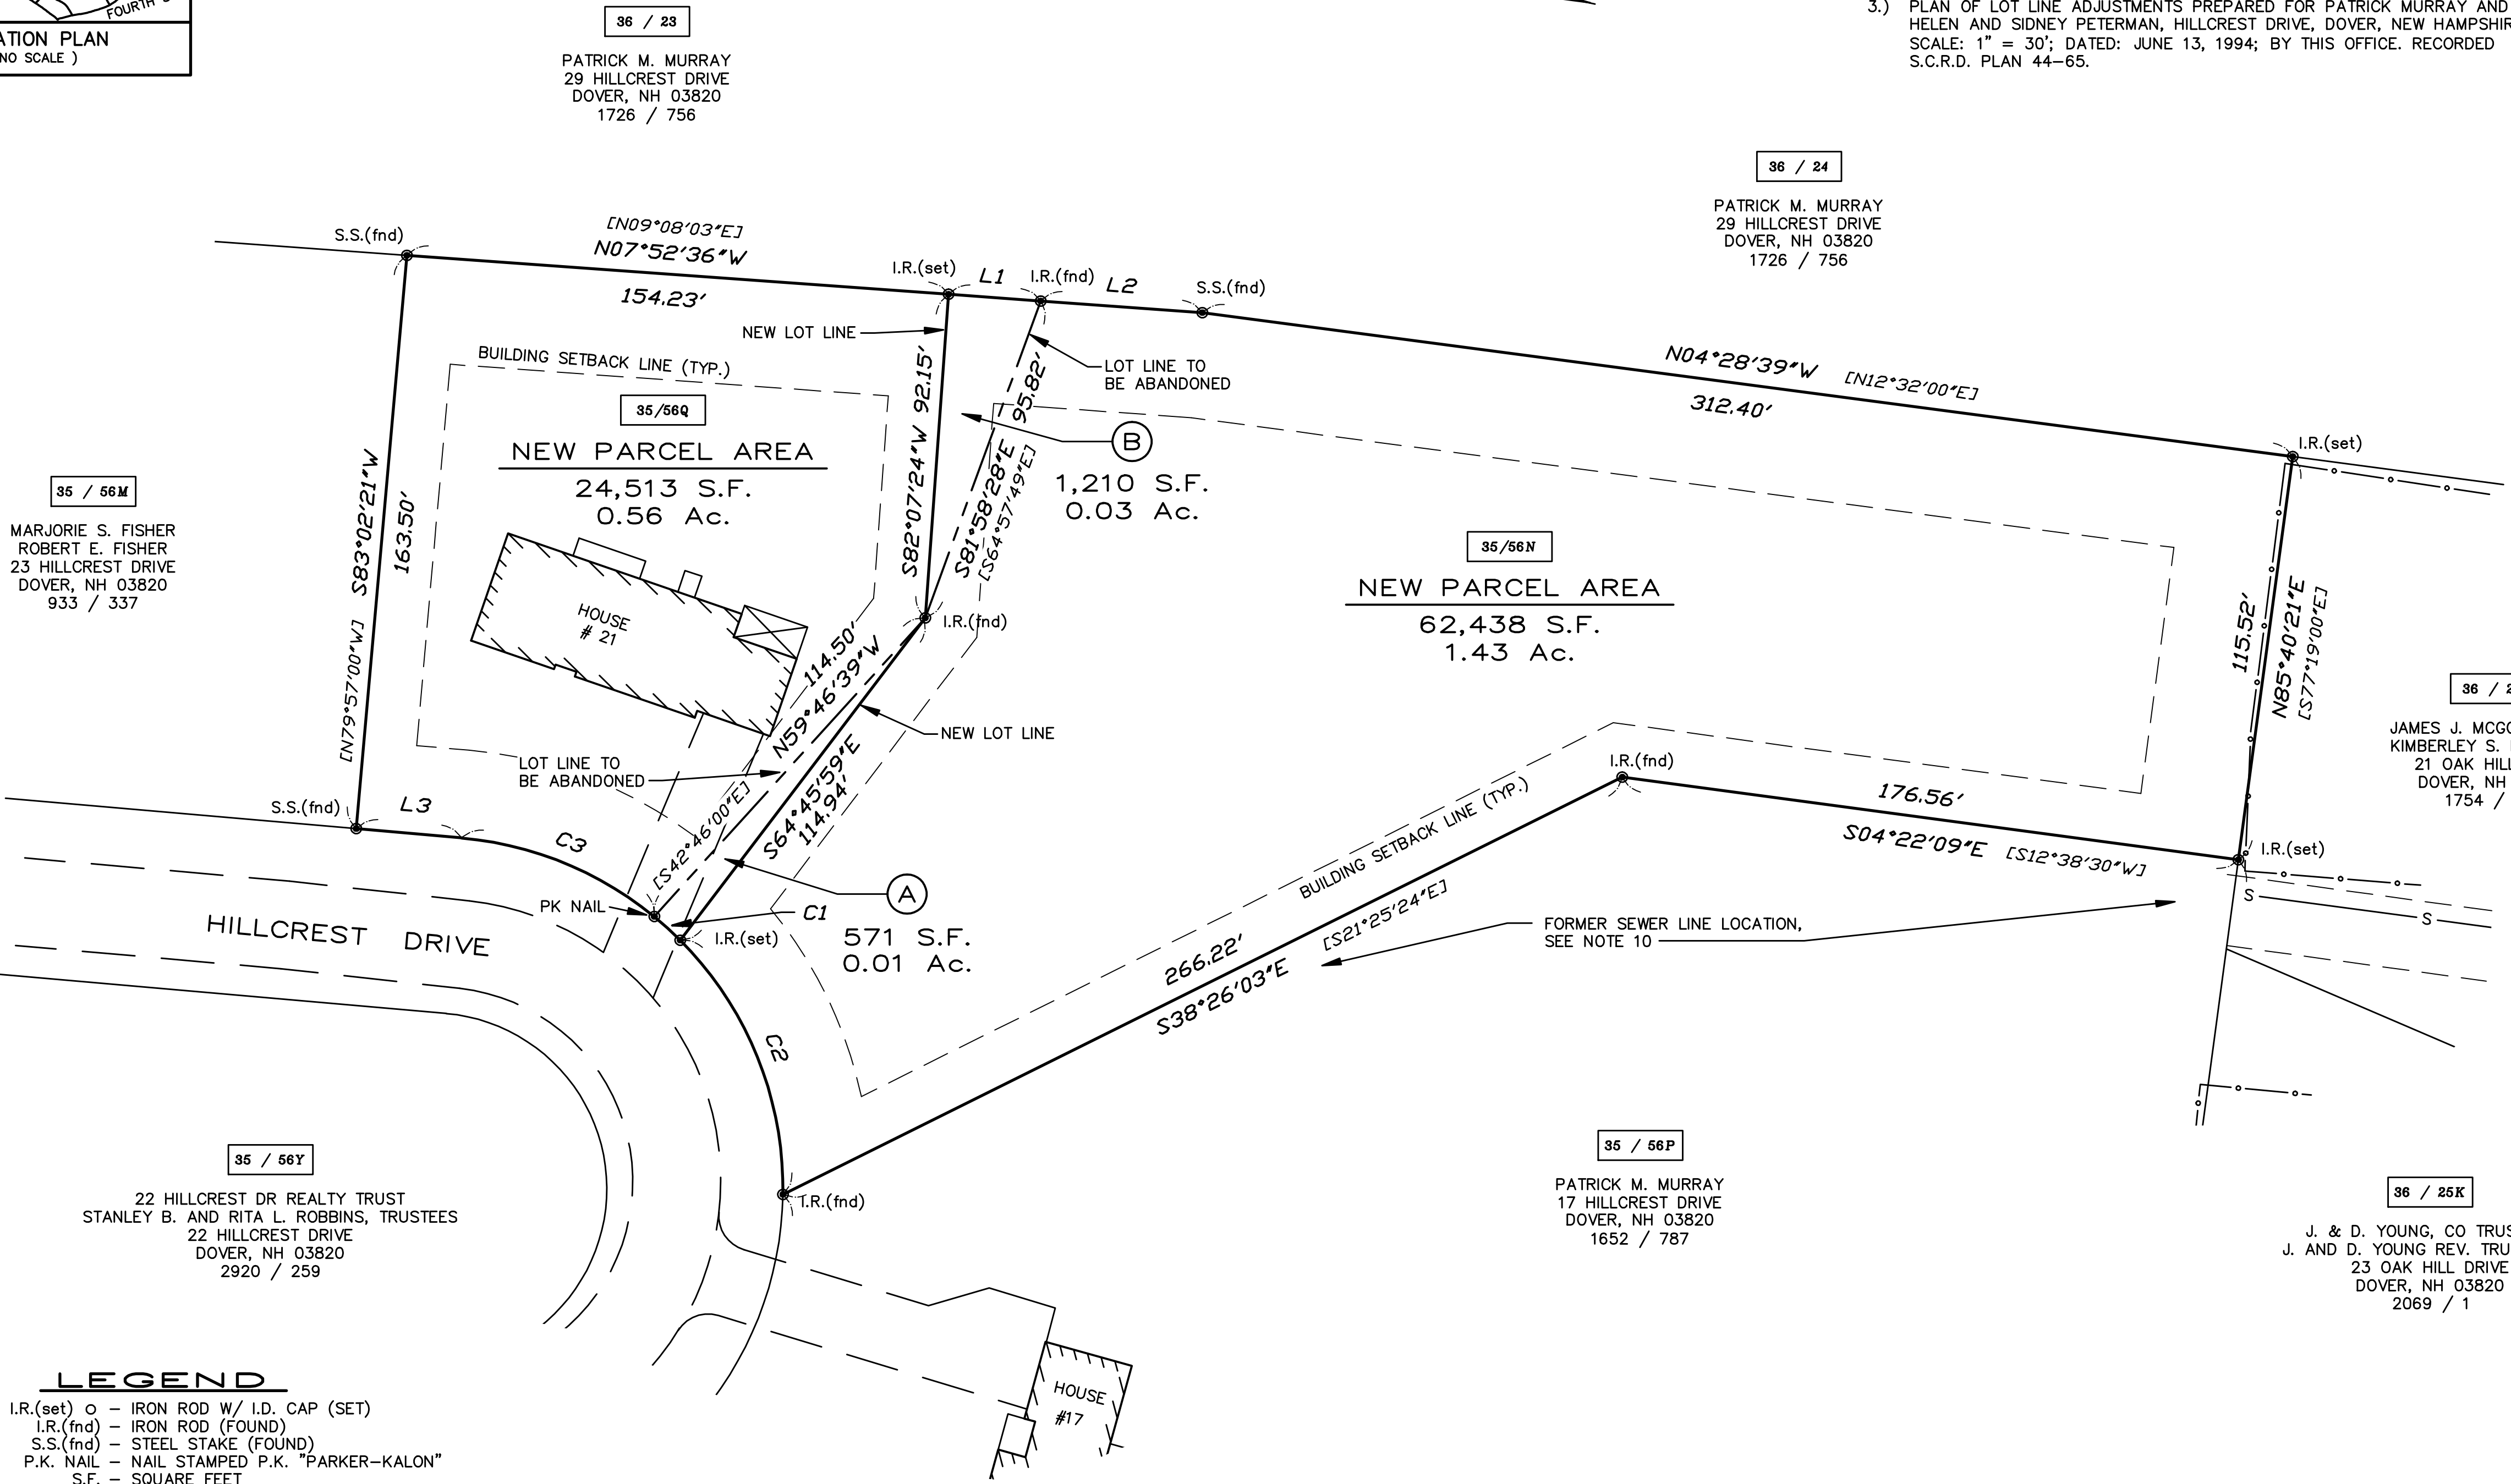 FOURTH
ATION PLAN
NO SCALE )
36 / 23
PATRICK M. MURRAY
29 HILLCREST DRIVE
DOVER, NH 03820
1726 / 756
3.) PLAN OF LOT LINE ADJUSTMENTS PREPARED FOR PATRICK MURRAY AND
HELEN AND SIDNEY PETERMAN, HILLCREST DRIVE, DOVER, NEW HAMPSHIR
SCALE: 1" = 30'; DATED: JUNE 13, 1994; BY THIS OFFICE. RECORDED
S.C.R.D. PLAN 44-65.
36 / 24
PATRICK M. MURRAY
29 HILLCREST DRIVE
DOVER, NH 03820
1726 / 756
S.S.(fnd)
[N09°08'03"E]
N07°52'36"W
154.23'
I.R.(set)
L1
I.R.(fnd)
L2
S.S.(fnd)
NEW LOT LINE
LOT LINE TO
BE ABANDONED
N04°28'39"W
[N12°32'00"E]
312.40'
I.R.(set)
BUILDING SETBACK LINE (TYP.)
35/56Q
NEW PARCEL AREA
24,513 S.F.
0.56 Ac.
S82°07'24"W 92.15'
S81°58'28"E 95.82'
[S64°57'49"E]
B
1,210 S.F.
0.03 Ac.
35 / 56M
MARJORIE S. FISHER
ROBERT E. FISHER
23 HILLCREST DRIVE
DOVER, NH 03820
933 / 337
[N79°57'00"W] S83°02'21"W
163.50'
HOUSE
# 21
I.R.(fnd)
35/56N
NEW PARCEL AREA
62,438 S.F.
1.43 Ac.
115.52'
N85°40'21"E
[S77°19'00"E]
36 / 2
JAMES J. MCG
KIMBERLEY S.
21 OAK HILL
DOVER, NH
1754 /
114.50'
N59°46'39"W
[S42°46'00"E]
NEW LOT LINE
S64°45'59"E
114.94'
LOT LINE TO
BE ABANDONED
S.S.(fnd)
L3
C3
PK NAIL
C1
I.R.(set)
A
571 S.F.
0.01 Ac.
I.R.(fnd)
176.56'
S04°22'09"E [S12°38'30"W]
I.R.(set)
S
S
BUILDING SETBACK LINE (TYP.)
[S21°25'24"E]
266.22'
S38°26'03"E
FORMER SEWER LINE LOCATION,
SEE NOTE 10
HILLCREST DRIVE
C2
I.R.(fnd)
35 / 56Y
22 HILLCREST DR REALTY TRUST
STANLEY B. AND RITA L. ROBBINS, TRUSTEES
22 HILLCREST DRIVE
DOVER, NH 03820
2920 / 259
35 / 56P
PATRICK M. MURRAY
17 HILLCREST DRIVE
DOVER, NH 03820
1652 / 787
36 / 25K
J. & D. YOUNG, CO TRUS
J. AND D. YOUNG REV. TRU
23 OAK HILL DRIVE
DOVER, NH 03820
2069 / 1
HOUSE
#17
LEGEND
I.R.(set) o – IRON ROD W/ I.D. CAP (SET)
I.R.(fnd) – IRON ROD (FOUND)
S.S.(fnd) – STEEL STAKE (FOUND)
P.K. NAIL – NAIL STAMPED P.K. "PARKER-KALON"
S.F. – SQUARE FEET